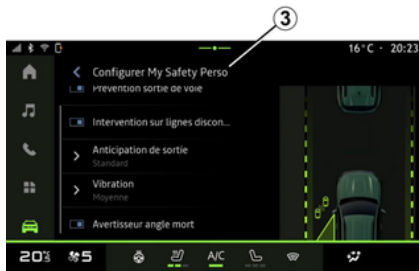 3
16°C · 20:23
Configurer My Safety Perso
Prévention sortie de voie
Intervention sur lignes discon...
Anticipation de sortie
Standard
Vibration
Moyenne
Avertisseur angle mort
20 5 A/C